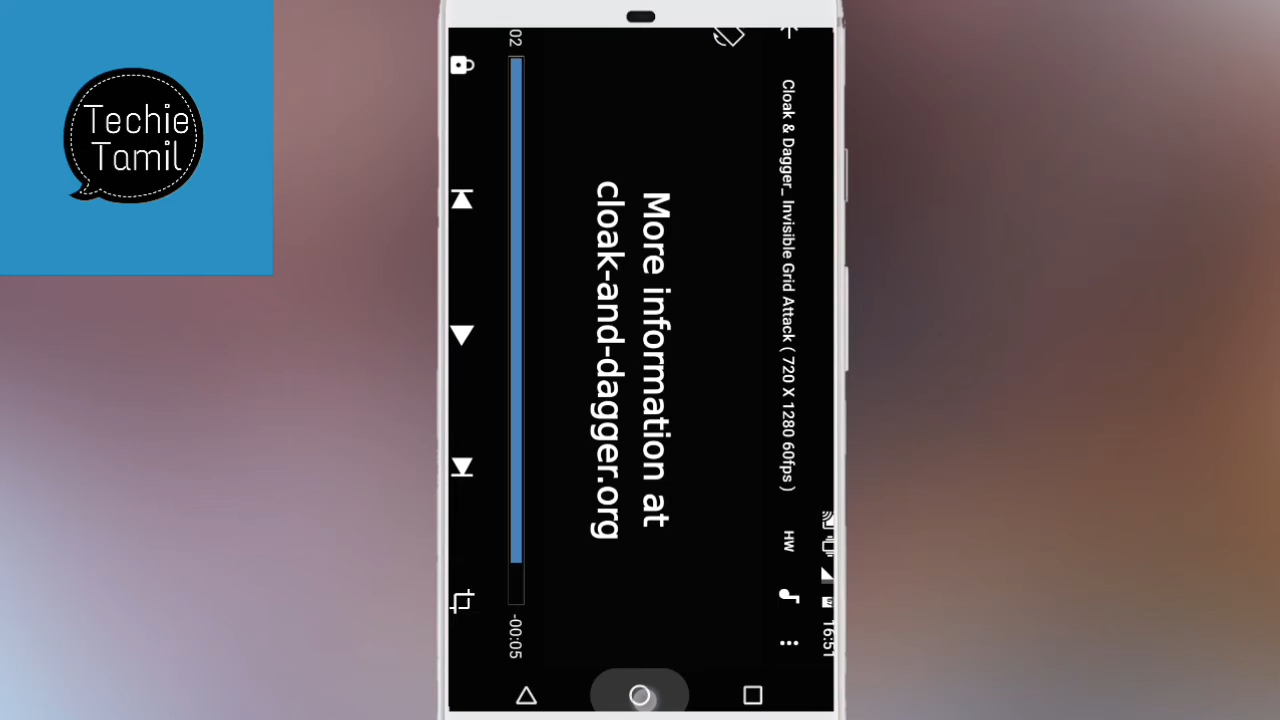 Techie
Tamil
16:51
Cloak & Dagger_ Invisible Grid Attack ( 720 X 1280 60fps )
HW
More information at
cloak-and-dagger.org
02
-00:05